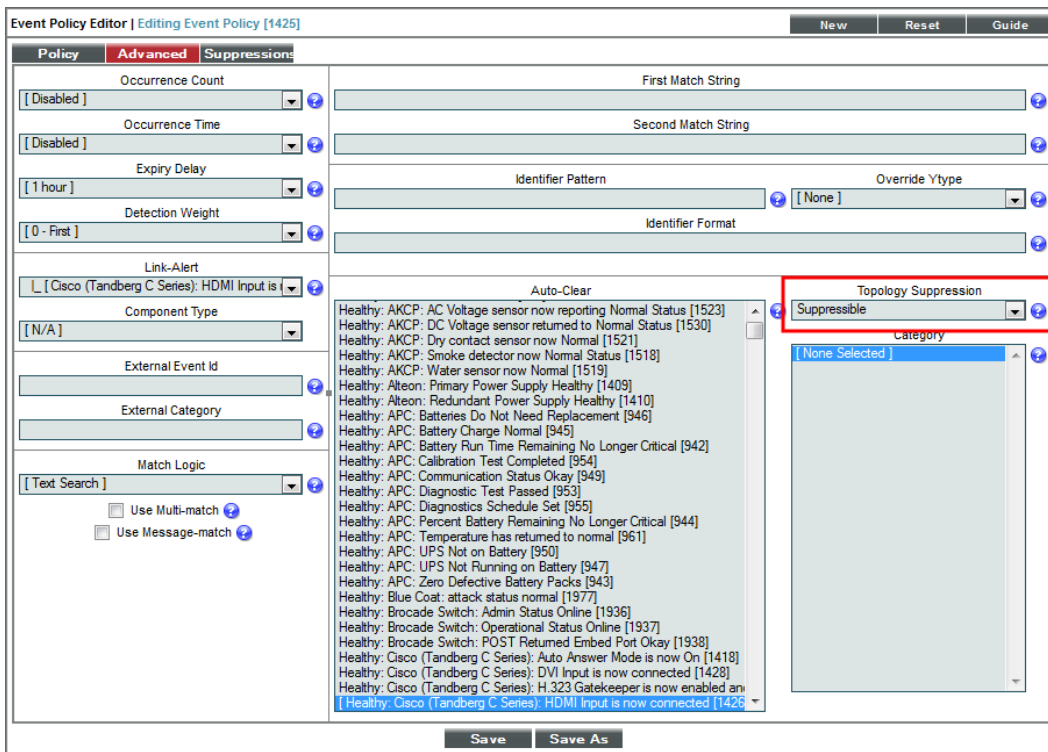 Event Policy Editor | Editing Event Policy [1425]
New
Reset
Guide
Policy
Advanced
Suppressions
Occurrence Count
[ Disabled ]
Occurrence Time
[ Disabled ]
Expiry Delay
[ 1 hour ]
Detection Weight
[ 0 - First ]
Link-Alert
|_ [ Cisco (Tandberg C Series): HDMI Input is
Component Type
[ N/A ]
External Event Id
External Category
Match Logic
[ Text Search ]
Use Multi-match
Use Message-match
First Match String
Second Match String
Identifier Pattern
Override Ytype
[ None ]
Identifier Format
Auto-Clear
Healthy: AKCP: AC Voltage sensor now reporting Normal Status [1523]
Healthy: AKCP: DC Voltage sensor returned to Normal Status [1530]
Healthy: AKCP: Dry contact sensor now Normal [1521]
Healthy: AKCP: Smoke detector now Normal Status [1518]
Healthy: AKCP: Water sensor now Normal [1519]
Healthy: Alteon: Primary Power Supply Healthy [1409]
Healthy: Alteon: Redundant Power Supply Healthy [1410]
Healthy: APC: Batteries Do Not Need Replacement [946]
Healthy: APC: Battery Charge Normal [945]
Healthy: APC: Battery Run Time Remaining No Longer Critical [942]
Healthy: APC: Calibration Test Completed [954]
Healthy: APC: Communication Status Okay [949]
Healthy: APC: Diagnostic Test Passed [953]
Healthy: APC: Diagnostics Schedule Set [955]
Healthy: APC: Percent Battery Remaining No Longer Critical [944]
Healthy: APC: Temperature has returned to normal [961]
Healthy: APC: UPS Not on Battery [950]
Healthy: APC: UPS Not Running on Battery [947]
Healthy: APC: Zero Defective Battery Packs [943]
Healthy: Blue Coat: attack status normal [1977]
Healthy: Brocade Switch: Admin Status Online [1936]
Healthy: Brocade Switch: Operational Status Online [1937]
Healthy: Brocade Switch: POST Returned Embed Port Okay [1938]
Healthy: Cisco (Tandberg C Series): Auto Answer Mode is now On [1418]
Healthy: Cisco (Tandberg C Series): DVI Input is now connected [1428]
Healthy: Cisco (Tandberg C Series): H.323 Gatekeeper is now enabled an
[ Healthy: Cisco (Tandberg C Series): HDMI Input is now connected [1426
Topology Suppression
Suppressible
Category
[ None Selected ]
Save
Save As